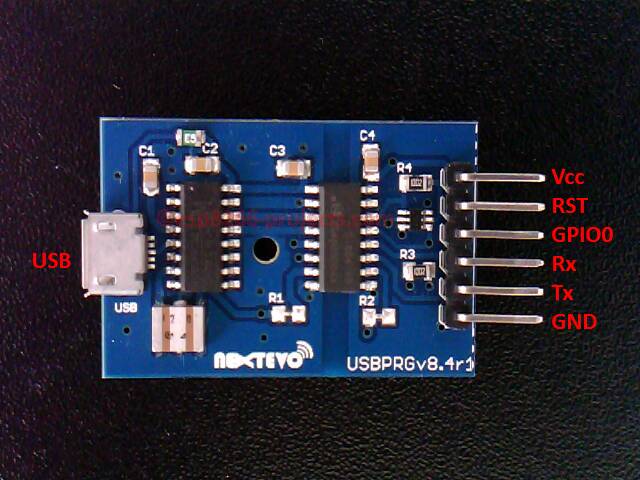 E5
C1
C2
C3
C4
R4
Vcc
RST
GPIO0
USB
R3
Rx
Tx
GND
USB
R1
R2
NEXTEVO
USBPRGv8.4r1